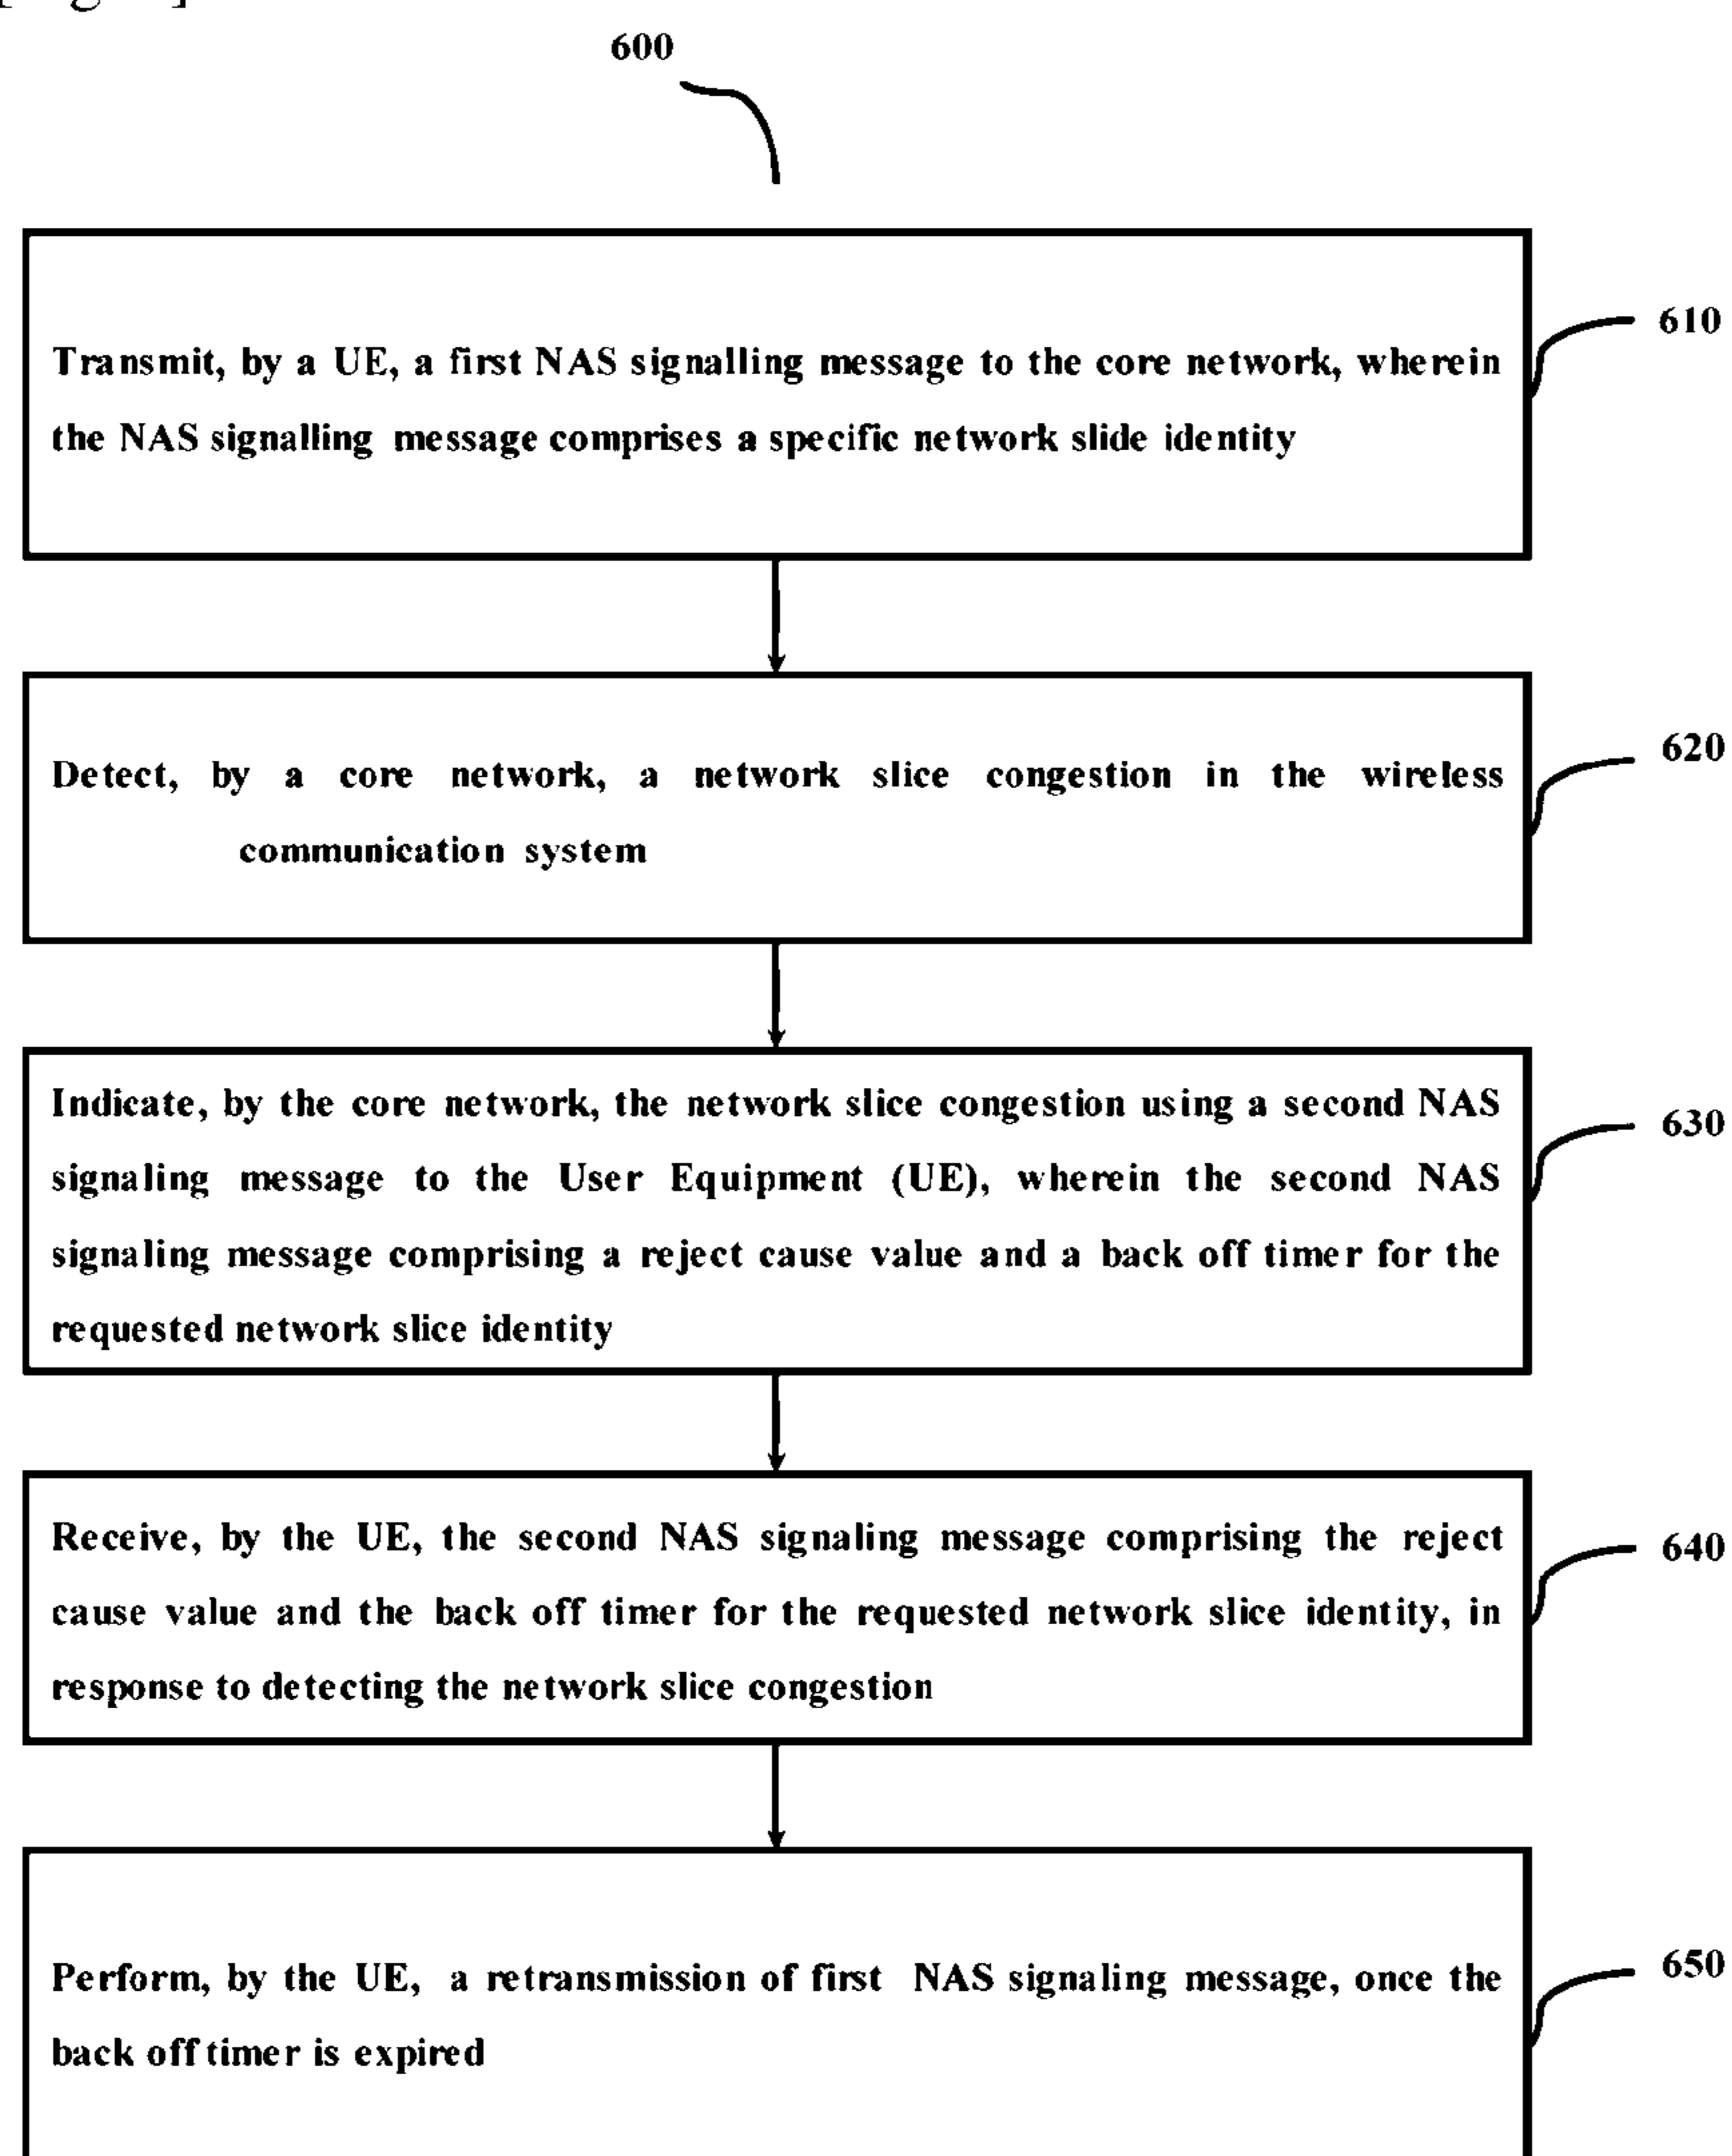 600
Transmit, by a UE, a first NAS signalling message to the core network, wherein
the NAS signalling message comprises a specific network slide identity
610
Detect, by a core network, a network slice congestion in the wireless
communication system
620
Indicate, by the core network, the network slice congestion using a second NAS
signaling message to the User Equipment (UE), wherein the second NAS
signaling message comprising a reject cause value and a back off timer for the
requested network slice identity
630
Receive, by the UE, the second NAS signaling message comprising the reject
cause value and the back off timer for the requested network slice identity, in
response to detecting the network slice congestion
640
Perform, by the UE, a retransmission of first NAS signaling message, once the
back off timer is expired
650